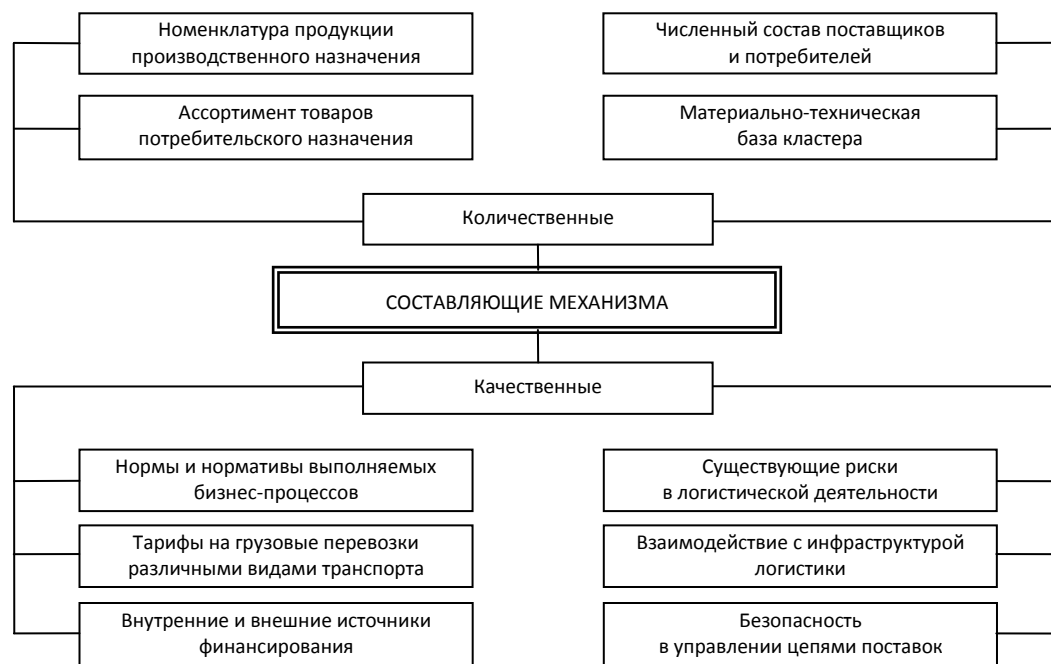 Номенклатура продукции
производственного назначения
Численный состав поставщиков
и потребителей
Ассортимент товаров
потребительского назначения
Материально-техническая
база кластера
Количественные
СОСТАВЛЯЮЩИЕ МЕХАНИЗМА
Качественные
Нормы и нормативы выполняемых
бизнес-процессов
Существующие риски
в логистической деятельности
Тарифы на грузовые перевозки
различными видами транспорта
Взаимодействие с инфраструктурой
логистики
Внутренние и внешние источники
финансирования
Безопасность
в управлении цепями поставок